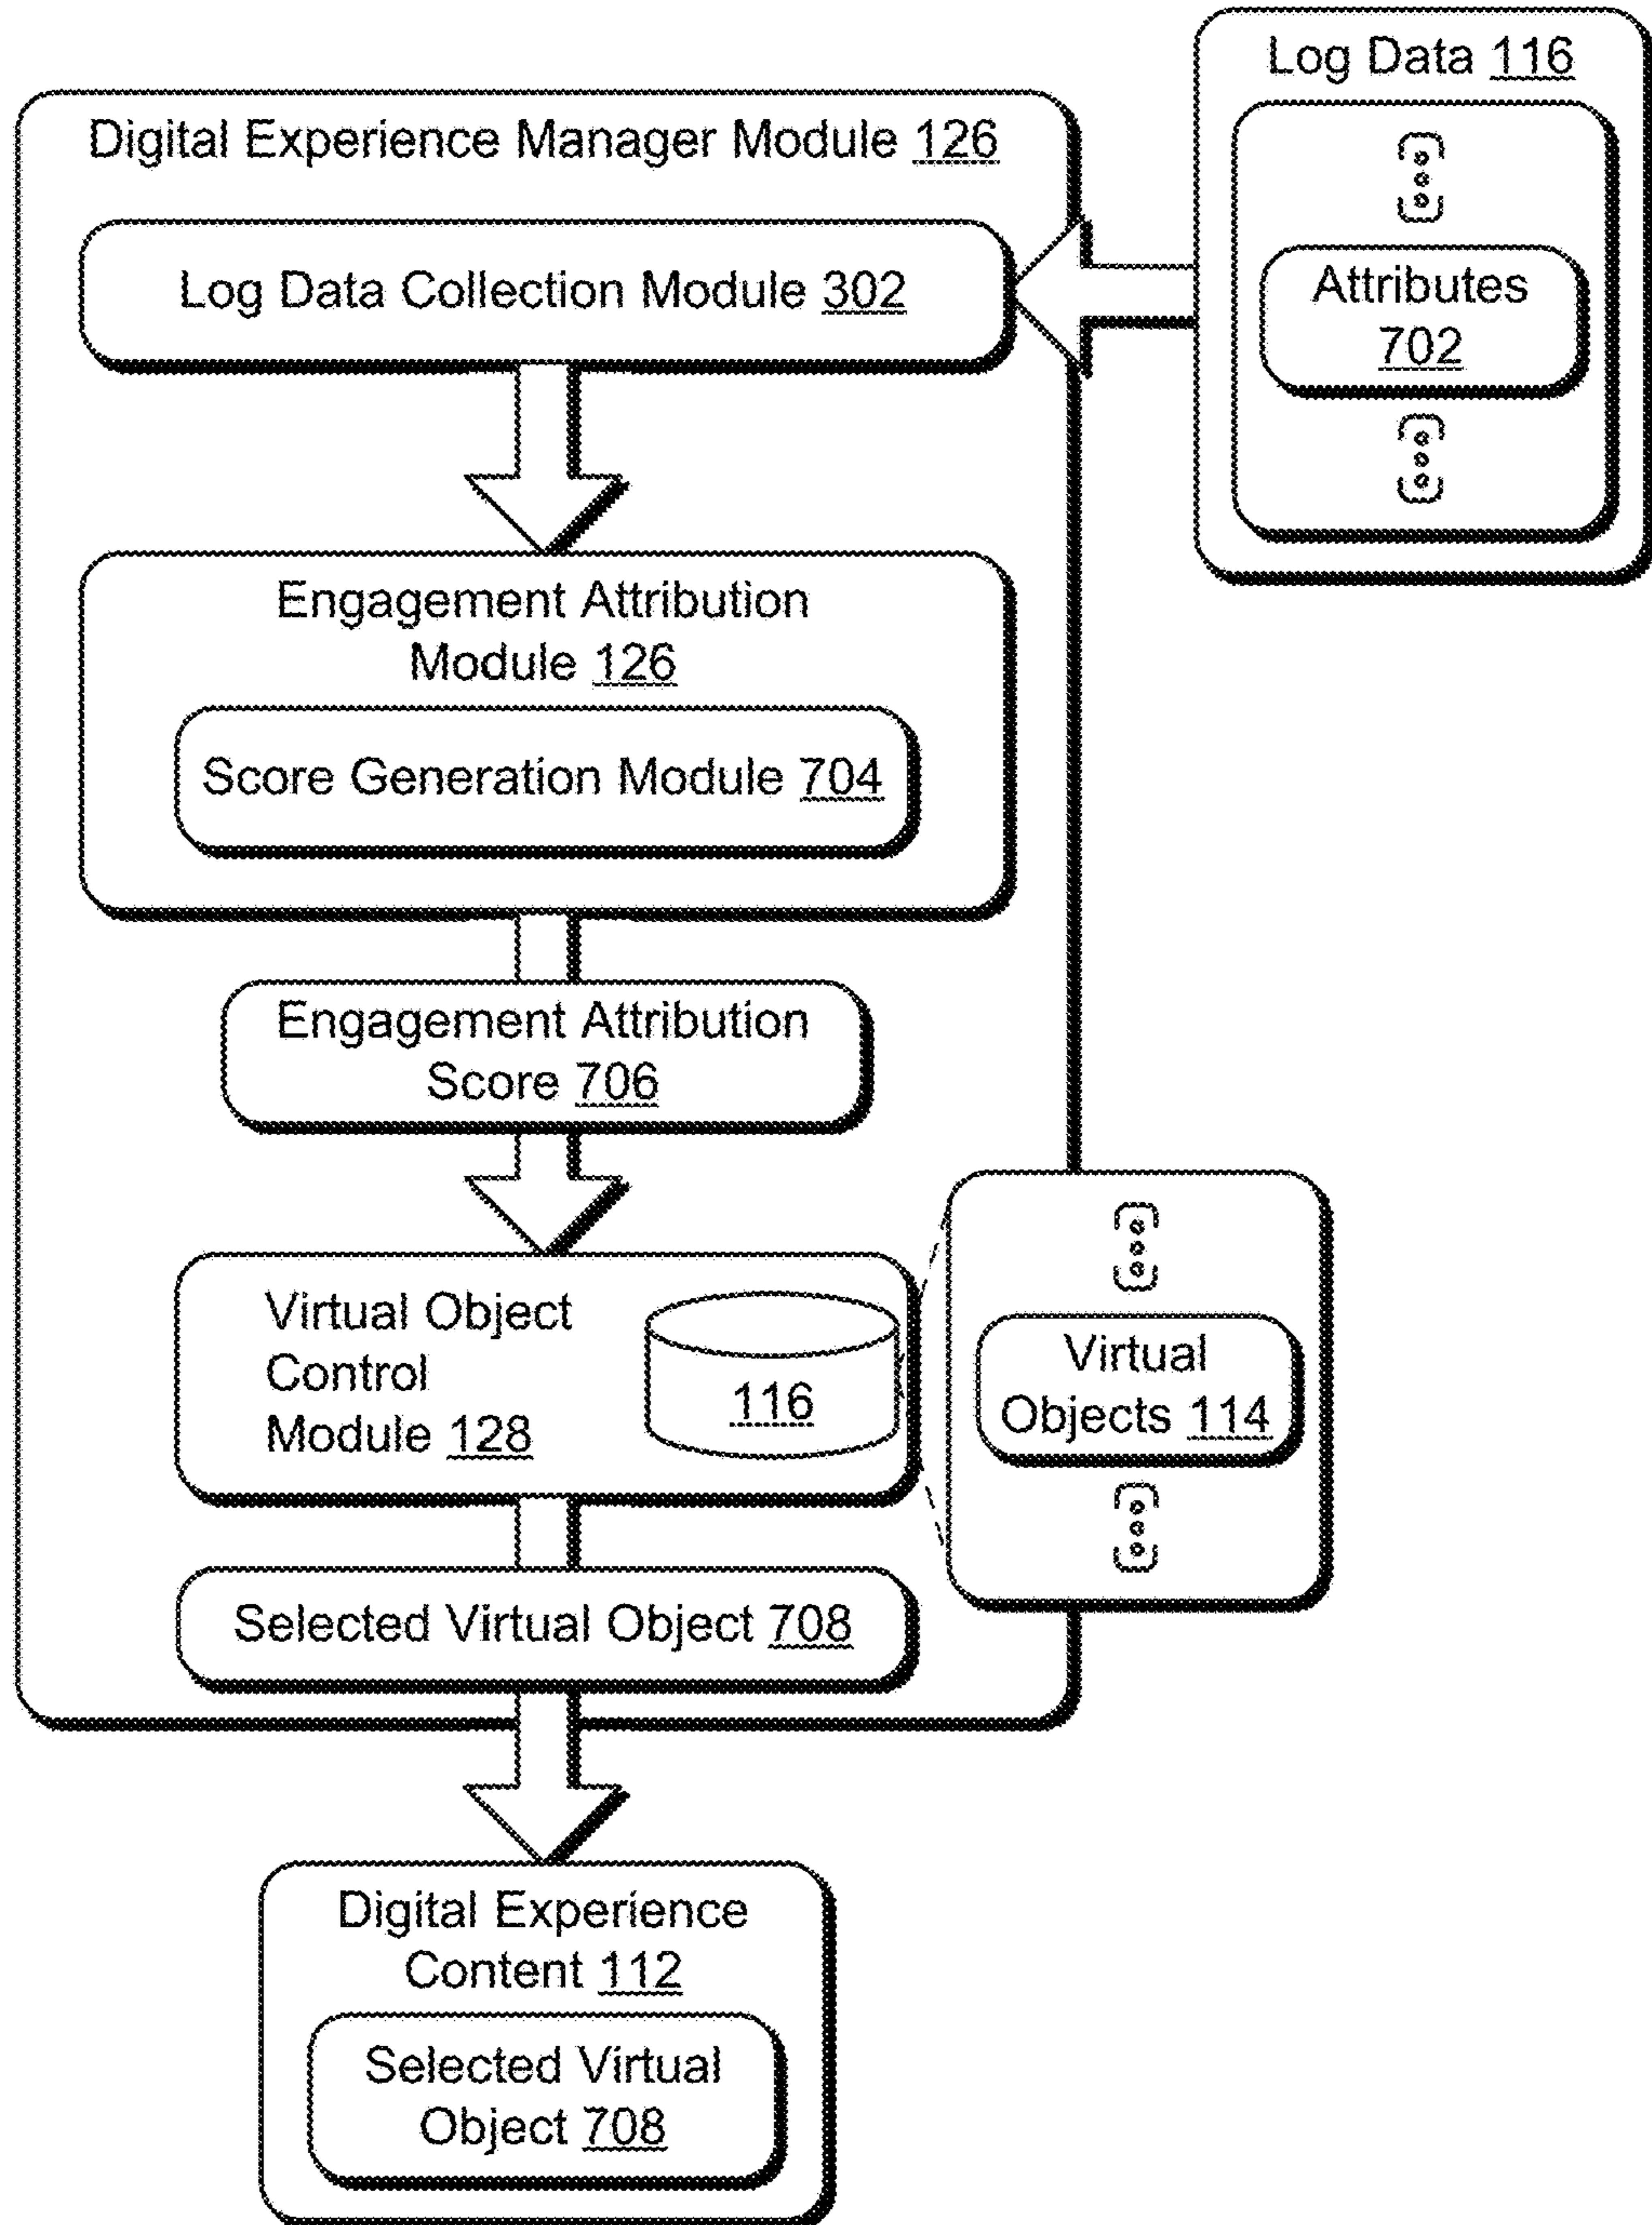 Log Data 116
Attributes
702
Digital Experience Manager Module 126
Log Data Collection Module 302
Engagement Attribution
Module 126
Score Generation Module 704
Engagement Attribution
Score 706
Virtual Object
Control
Module 128
116
Virtual
Objects 114
Selected Virtual Object 708
Digital Experience
Content 112
Selected Virtual
Object 708